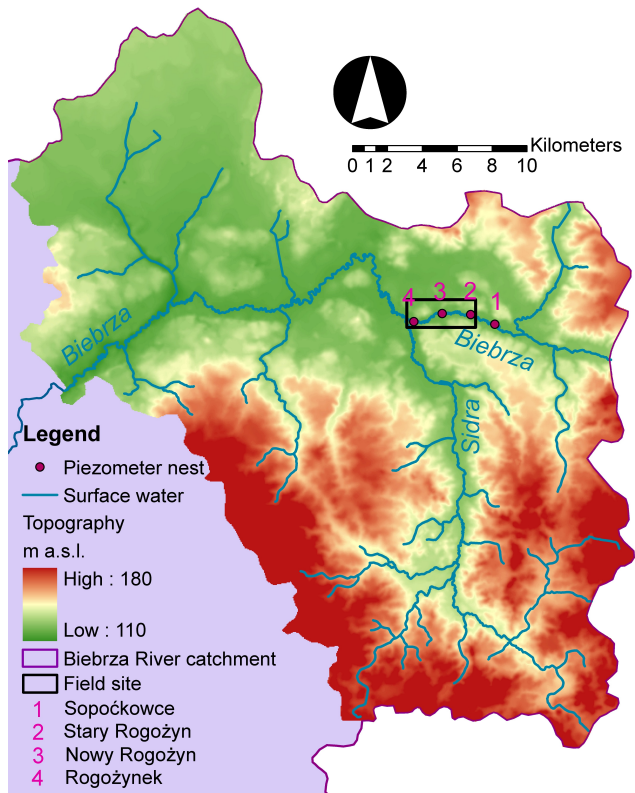 Kilometers
0 1 2 4 6 8 10
4 3 2 1
Biebrza
Biebrza
Sidra
Legend
Piezometer nest
Surface water
Topography
m a.s.l.
High : 180
Low : 110
Biebrza River catchment
Field site
1 Sopoćkowce
2 Stary Rogożyn
3 Nowy Rogożyn
4 Rogożynek